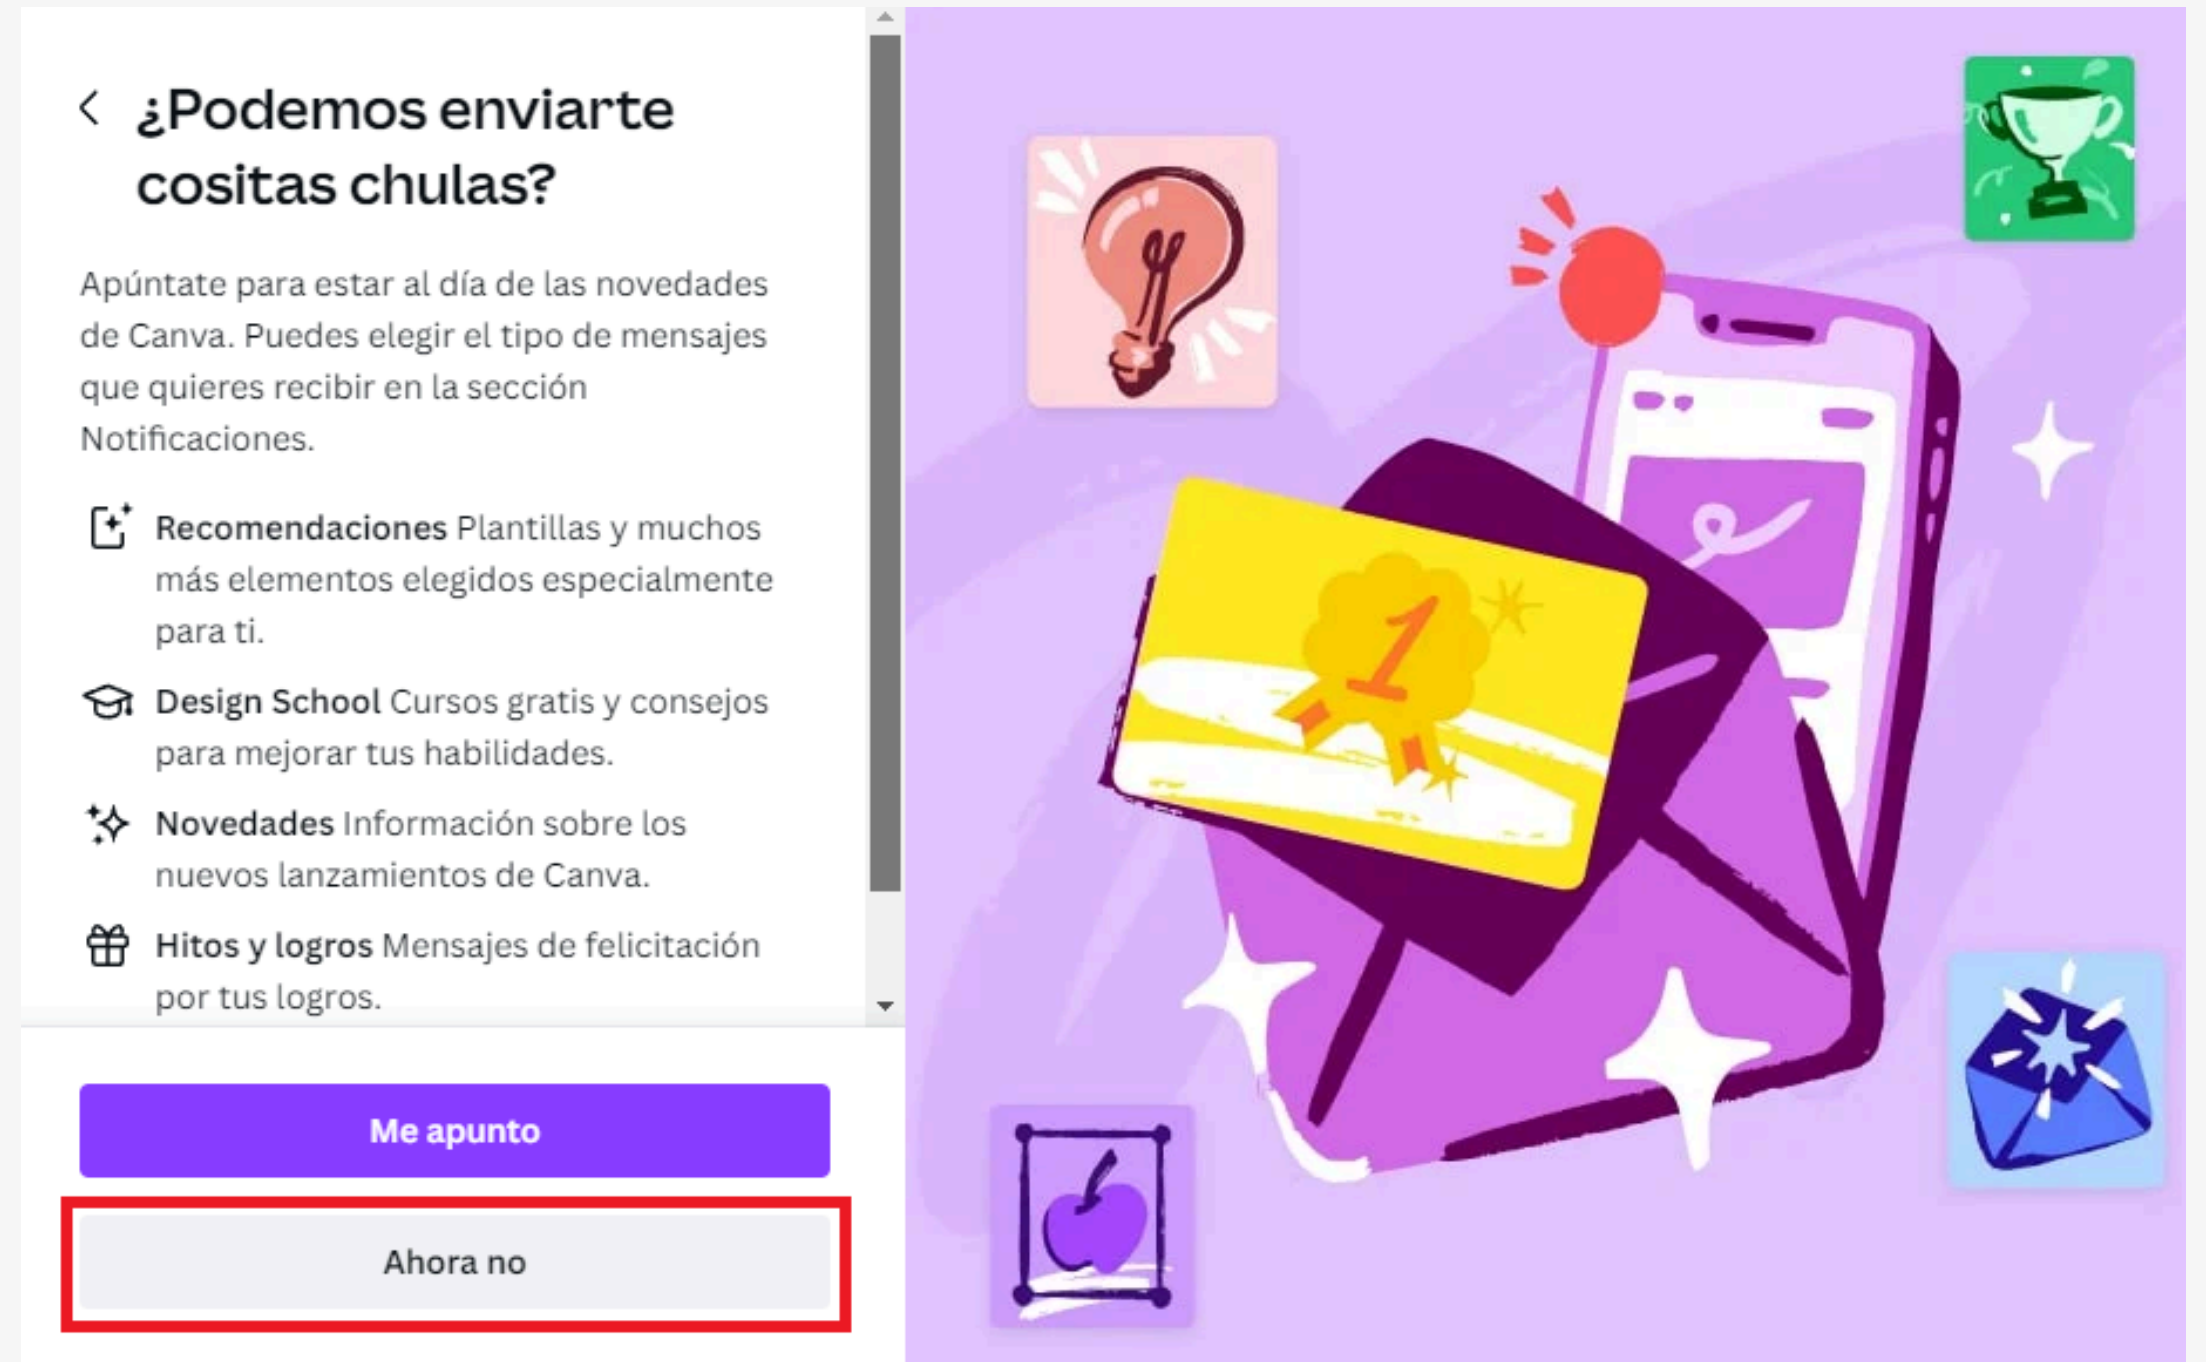 ¿Podemos enviarte
cositas chulas?
Apúntate para estar al día de las novedades
de Canva. Puedes elegir el tipo de mensajes
que quieres recibir en la sección
Notificaciones.
Recomendaciones Plantillas y muchos
más elementos elegidos especialmente
para ti.
Design School Cursos gratis y consejos
para mejorar tus habilidades.
Novedades Información sobre los
nuevos lanzamientos de Canva.
Hitos y logros Mensajes de felicitación
por tus logros.
Me apunto
Ahora no
1